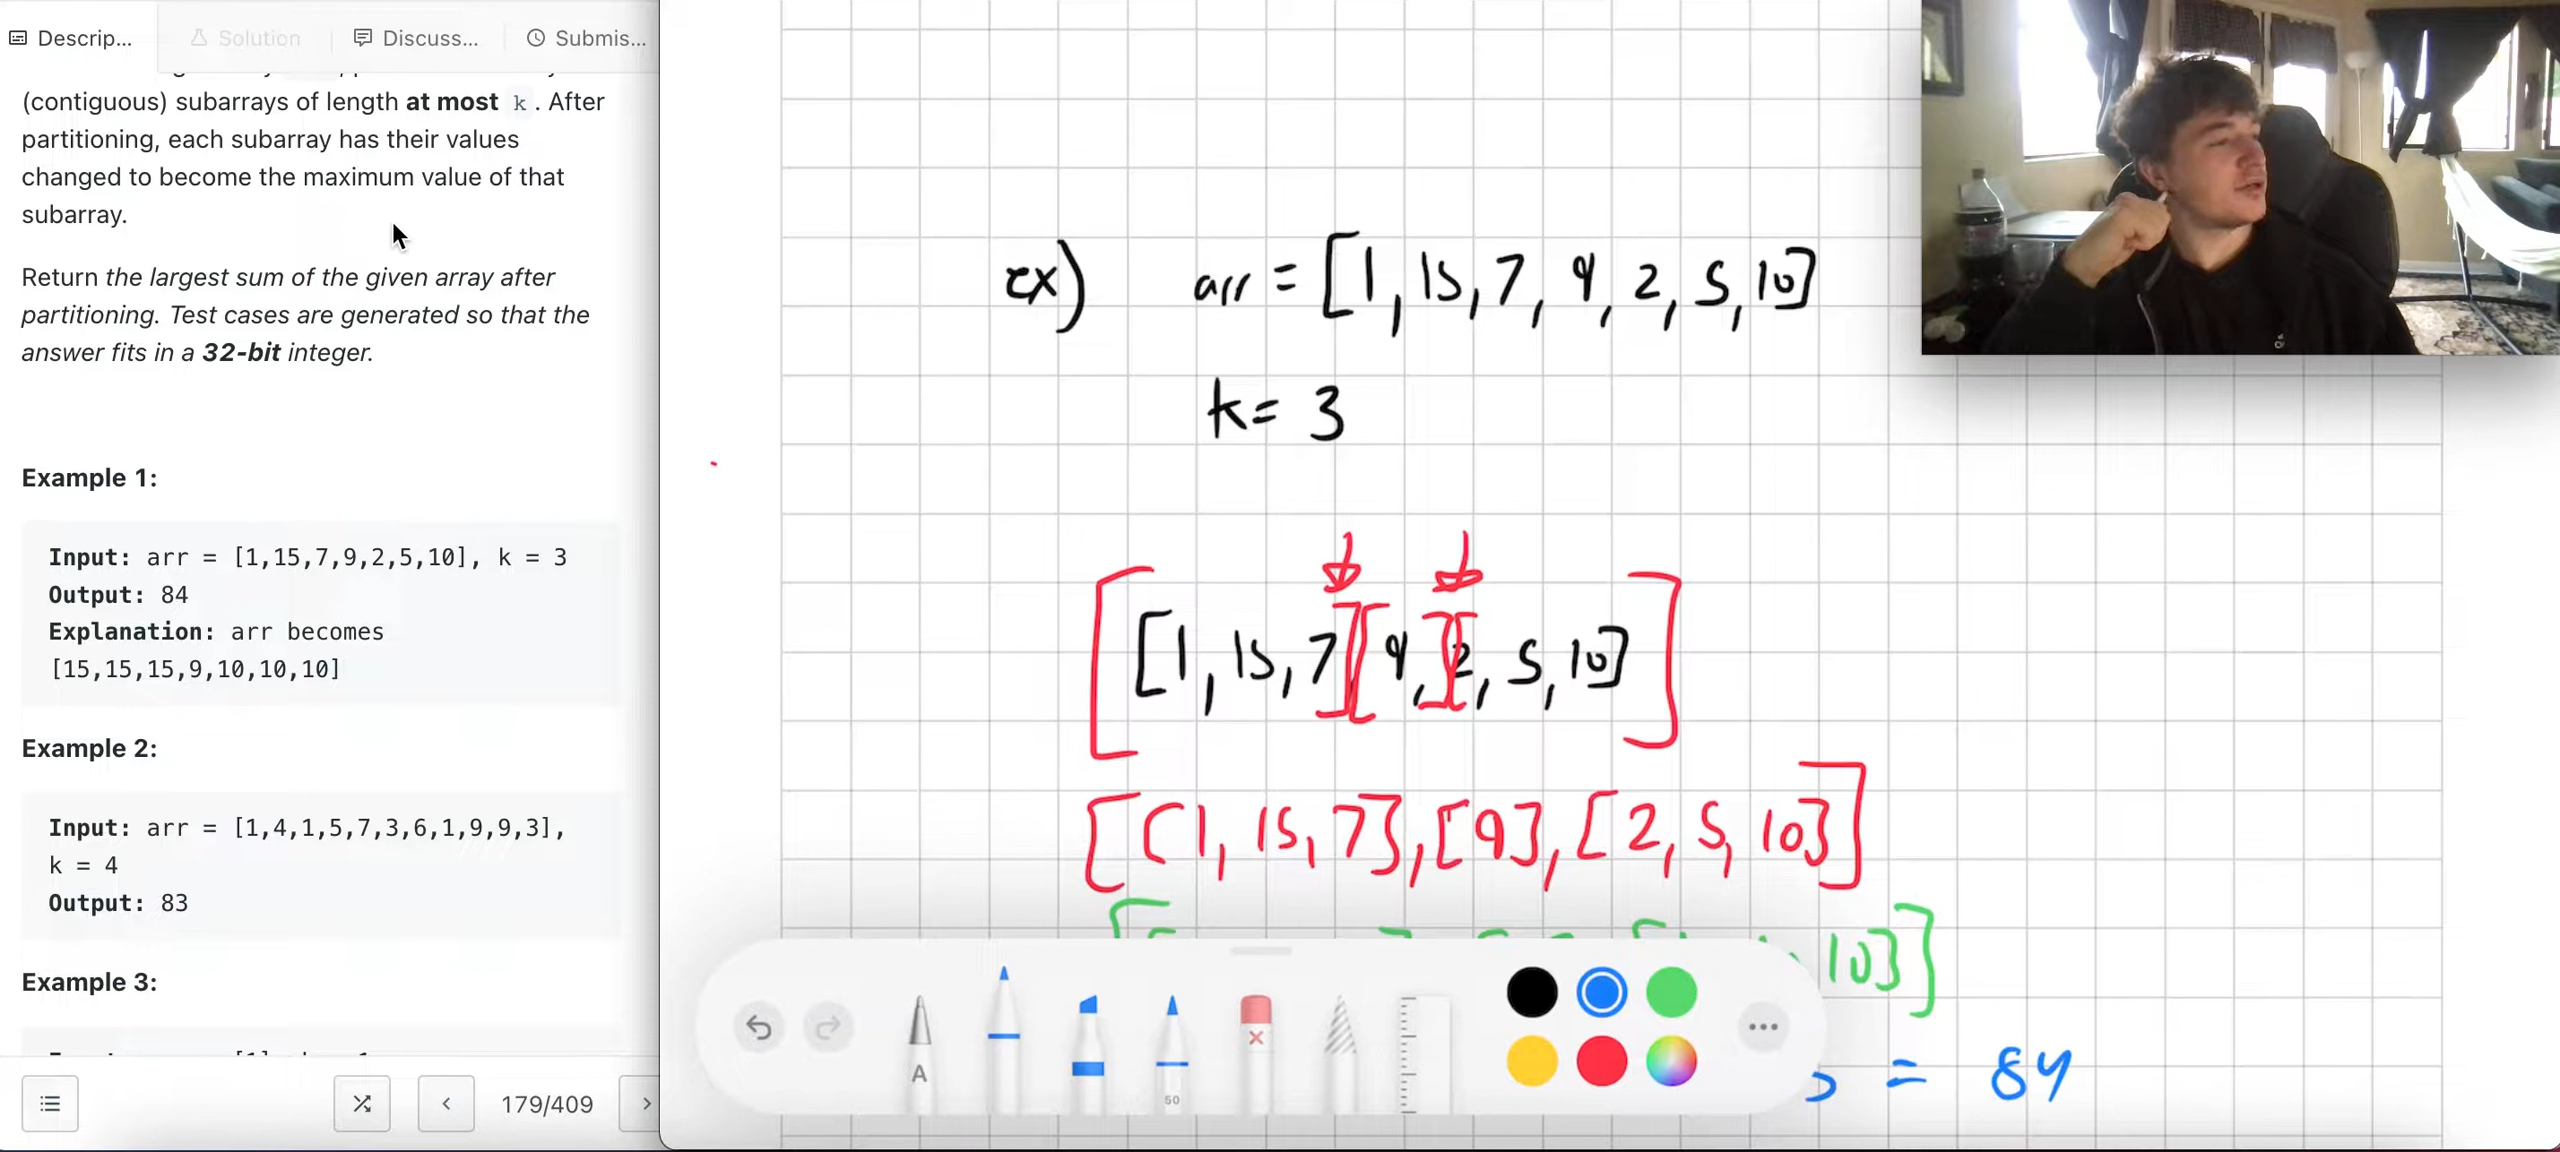 Descrip...
Solution
Discuss...
Submis...
(contiguous) subarrays of length at most k . After
partitioning, each subarray has their values
changed to become the maximum value of that
subarray.
Return the largest sum of the given array after
partitioning. Test cases are generated so that the
answer fits in a 32-bit integer.
Example 1:
Input: arr = [1,15,7,9,2,5,10], k = 3
Output: 84
Explanation: arr becomes
[15,15,15,9,10,10,10]
Example 2:
Input: arr = [1,4,1,5,7,3,6,1,9,9,3],
k = 4
Output: 83
Example 3:
179/409
ex) arr = [1, 15, 7, 9, 2, 5, 10]
k = 3
[[1, 15, 7][9,][2, 5, 10]]
[[1, 15, 7], [9], [2, 5, 10]]
10]]
= 84
A
50